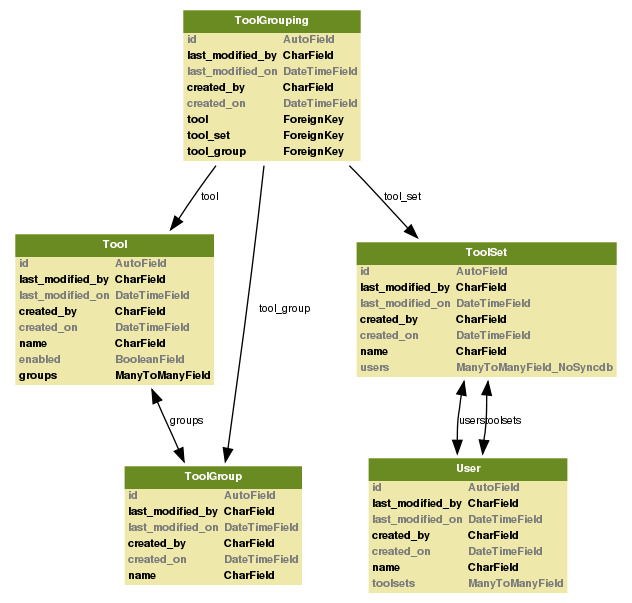 ToolGrouping
id AutoField
last_modified_by CharField
last_modified_on DateTimeField
created_by CharField
created_on DateTimeField
tool ForeignKey
tool_set ForeignKey
tool_group ForeignKey
tool
tool_set
Tool
id AutoField
last_modified_by CharField
last_modified_on DateTimeField
created_by CharField
created_on DateTimeField
name CharField
enabled BooleanField
groups ManyToManyField
tool_group
ToolSet
id AutoField
last_modified_by CharField
last_modified_on DateTimeField
created_by CharField
created_on DateTimeField
name CharField
users ManyToManyField_NoSyncdb
groups
users
toolsets
ToolGroup
id AutoField
last_modified_by CharField
last_modified_on DateTimeField
created_by CharField
created_on DateTimeField
name CharField
User
id AutoField
last_modified_by CharField
last_modified_on DateTimeField
created_by CharField
created_on DateTimeField
name CharField
toolsets ManyToManyField